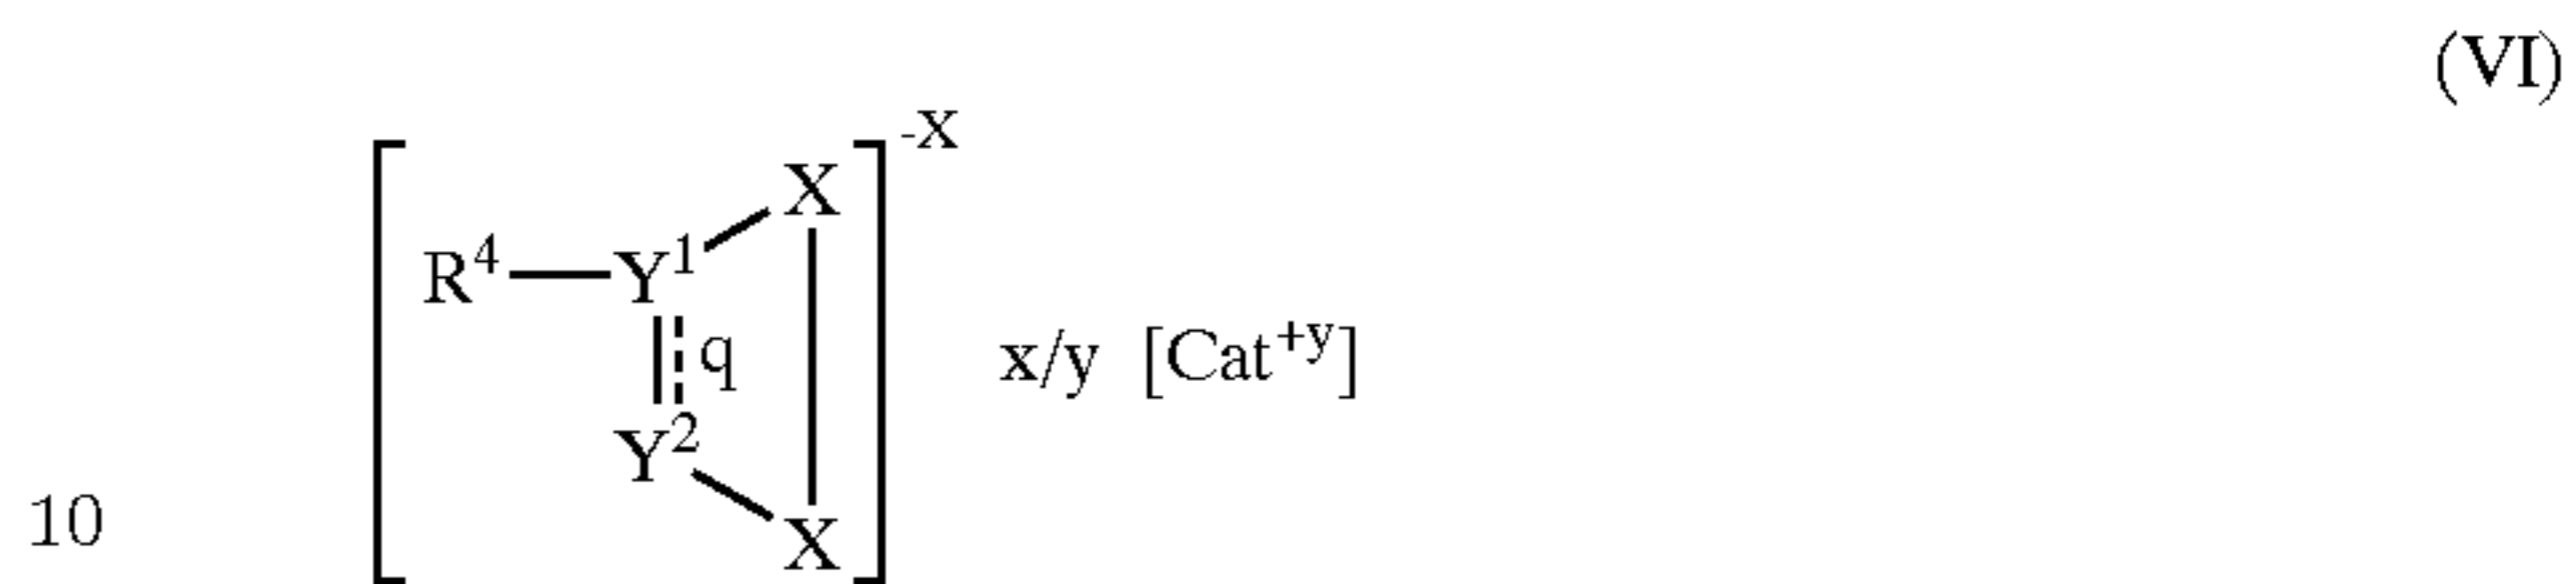 (VI)
-X
X
R⁴ Y¹
q
x/y [Cat⁺ʸ]
Y²
10
X